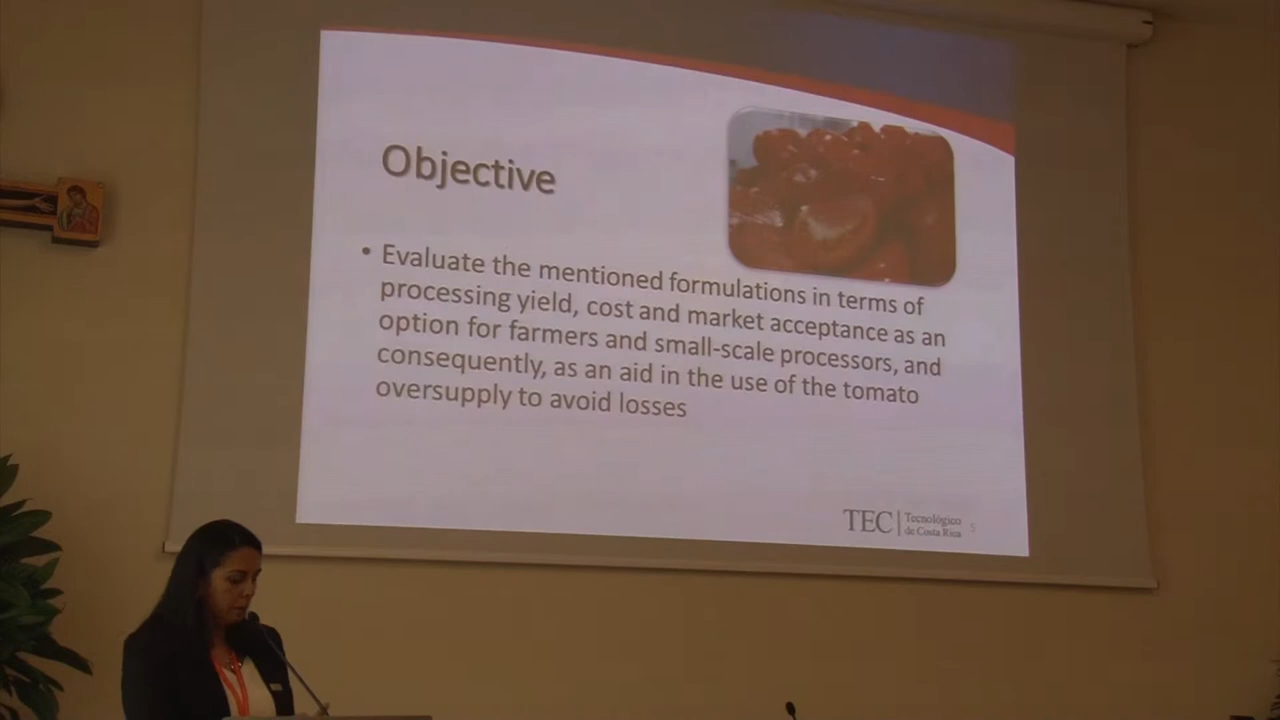 Objective
• Evaluate the mentioned formulations in terms of
processing yield, cost and market acceptance as an
option for farmers and small-scale processors, and
consequently, as an aid in the use of the tomato
oversupply to avoid losses
TEC | Tecnológico
de Costa Rica
5